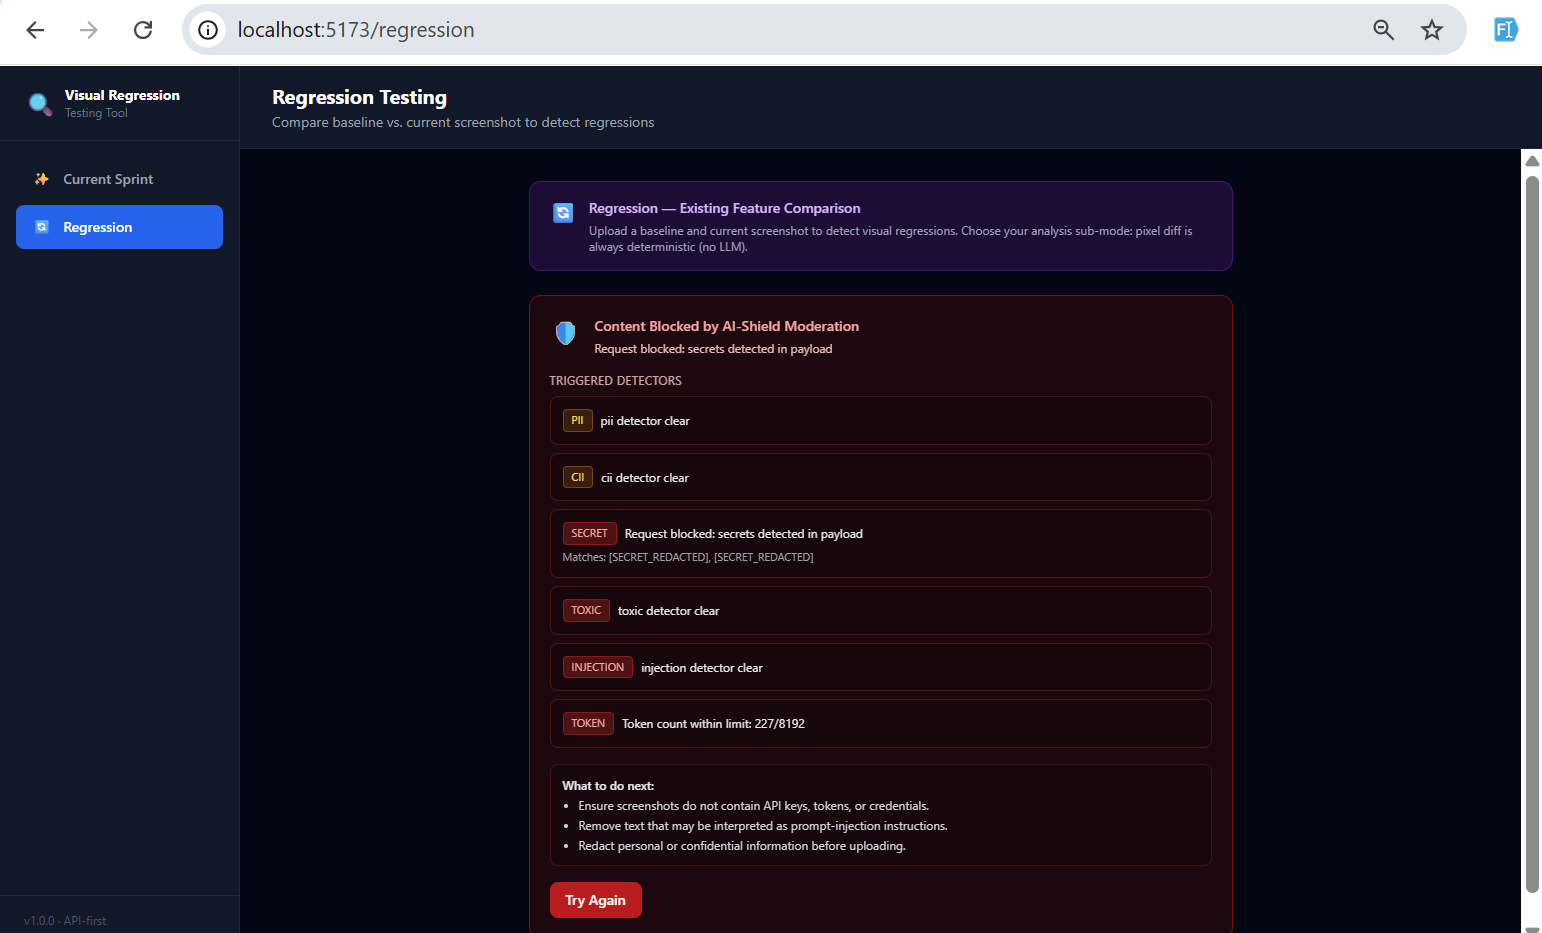 localhost:5173/regression
Visual Regression
Testing Tool
Regression Testing
Compare baseline vs. current screenshot to detect regressions
Current Sprint
Regression
Regression — Existing Feature Comparison
Upload a baseline and current screenshot to detect visual regressions. Choose your analysis sub-mode: pixel diff is
always deterministic (no LLM).
Content Blocked by AI-Shield Moderation
Request blocked: secrets detected in payload
TRIGGERED DETECTORS
PII pii detector clear
CII cii detector clear
SECRET Request blocked: secrets detected in payload
Matches: [SECRET_REDACTED], [SECRET_REDACTED]
TOXIC toxic detector clear
INJECTION injection detector clear
TOKEN Token count within limit: 227/8192
What to do next:
• Ensure screenshots do not contain API keys, tokens, or credentials.
• Remove text that may be interpreted as prompt-injection instructions.
• Redact personal or confidential information before uploading.
Try Again
v1.0.0 · API-first